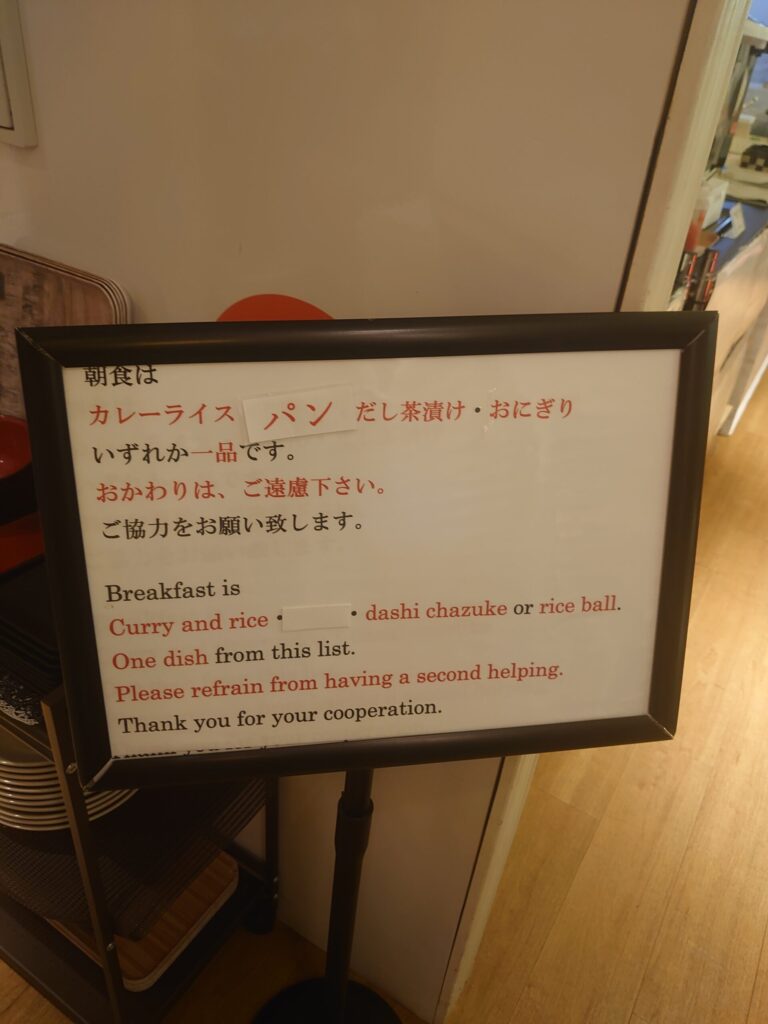 朝食は
カレーライス パン だし茶漬け・おにぎり
いずれか一品です。
おかわりは、ご遠慮下さい。
ご協力をお願い致します。
Breakfast is
Curry and rice ・ ・ dashi chazuke or rice ball.
One dish from this list.
Please refrain from having a second helping.
Thank you for your cooperation.